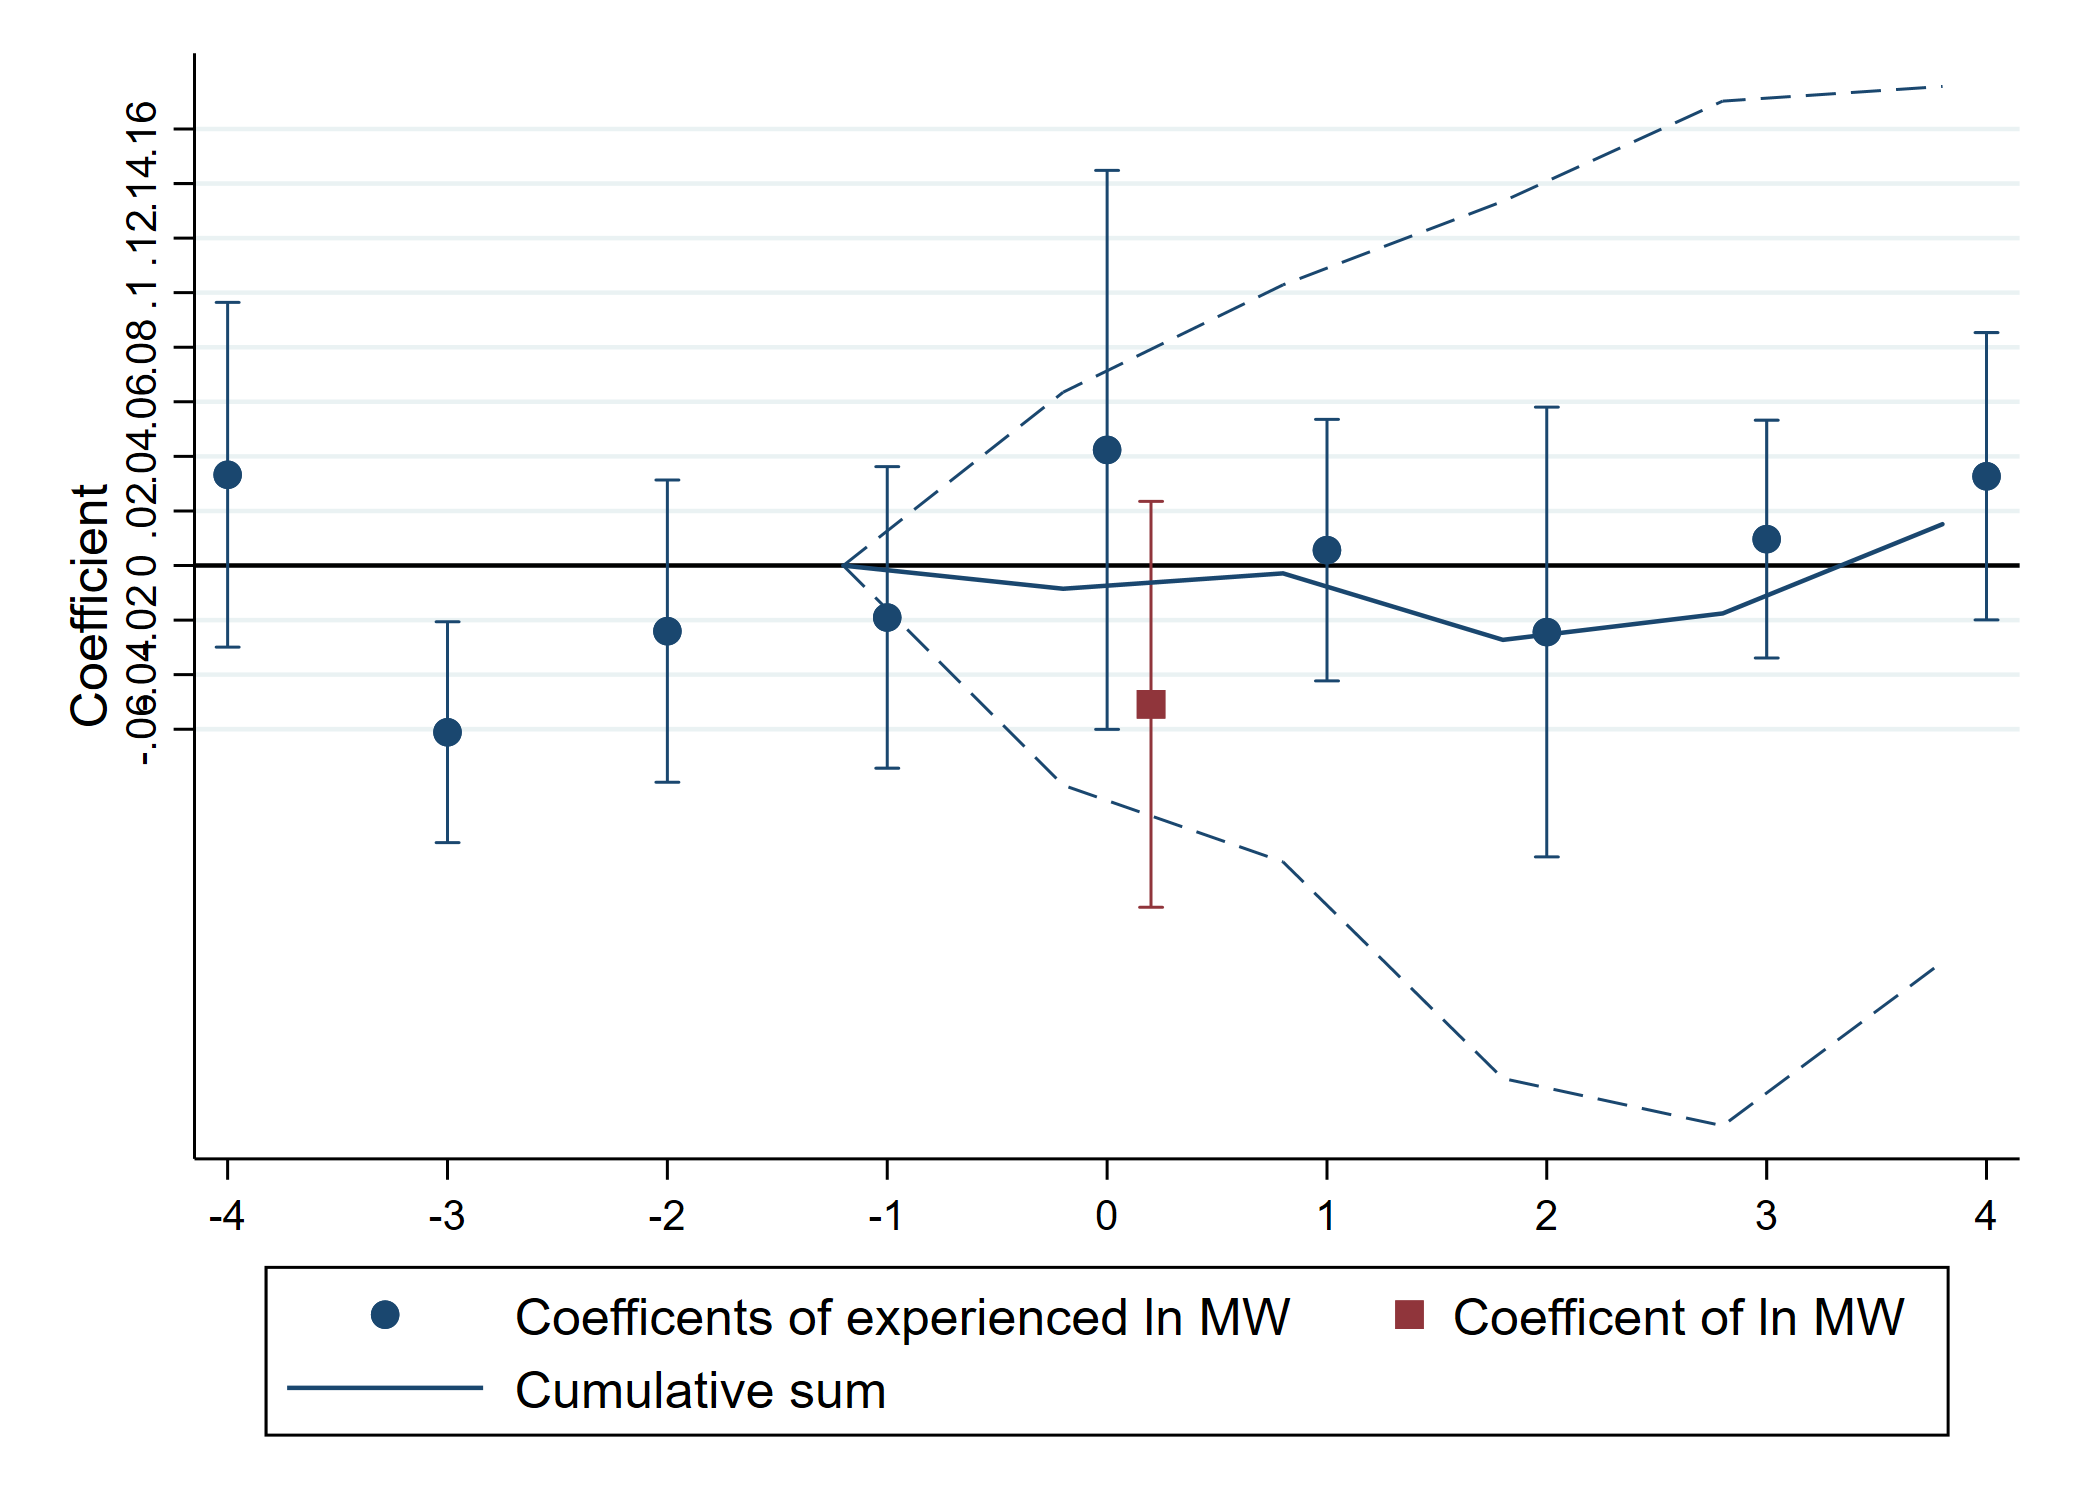 Coefficient
-.06 -.04 -.02 0 .02 .04 .06 .08 .1 .12 .14 .16
-4 -3 -2 -1 0 1 2 3 4
Coefficents of experienced ln MW
Coefficent of ln MW
Cumulative sum